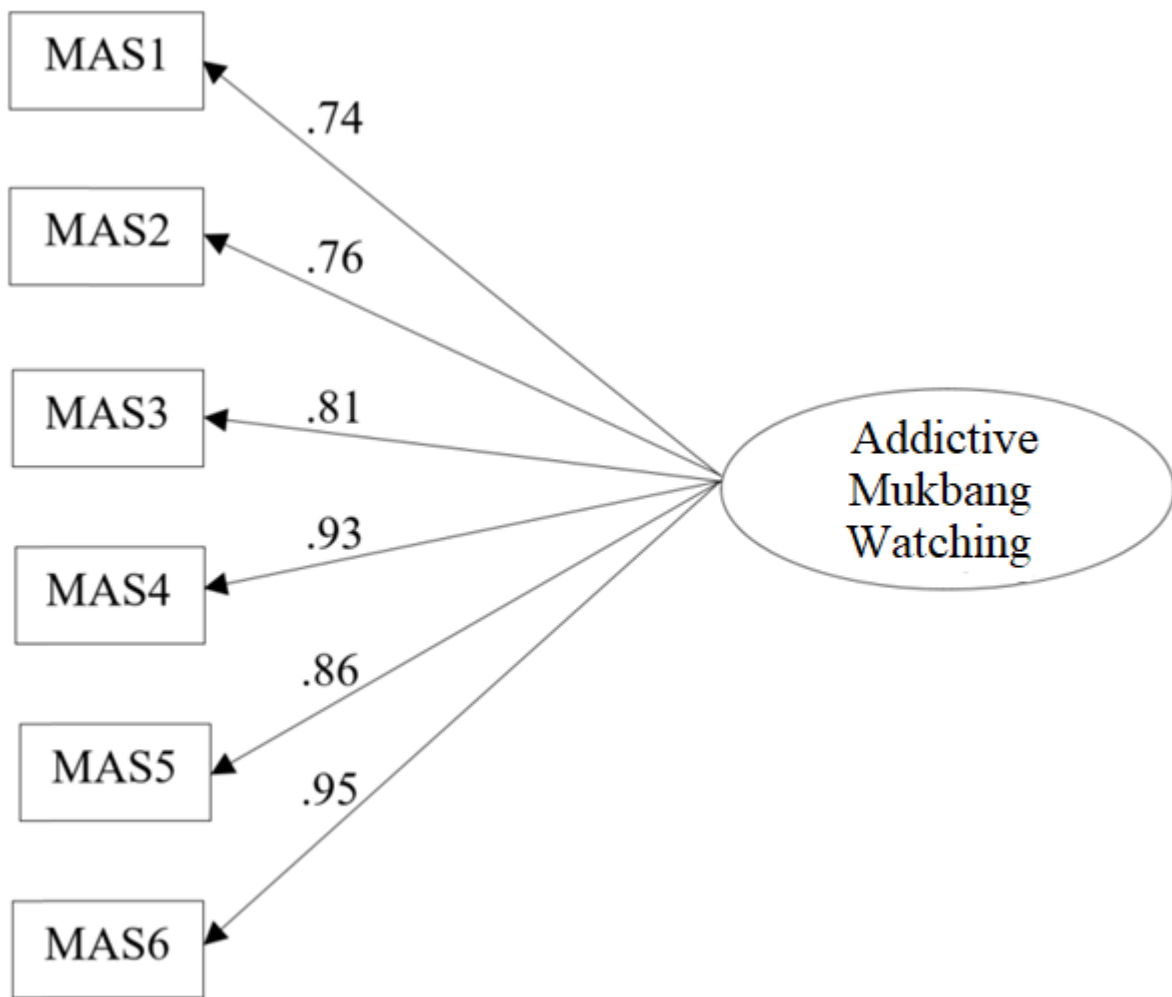 MAS1
.74
MAS2
.76
MAS3
.81
Addictive
Mukbang
Watching
.93
MAS4
.86
MAS5
.95
MAS6